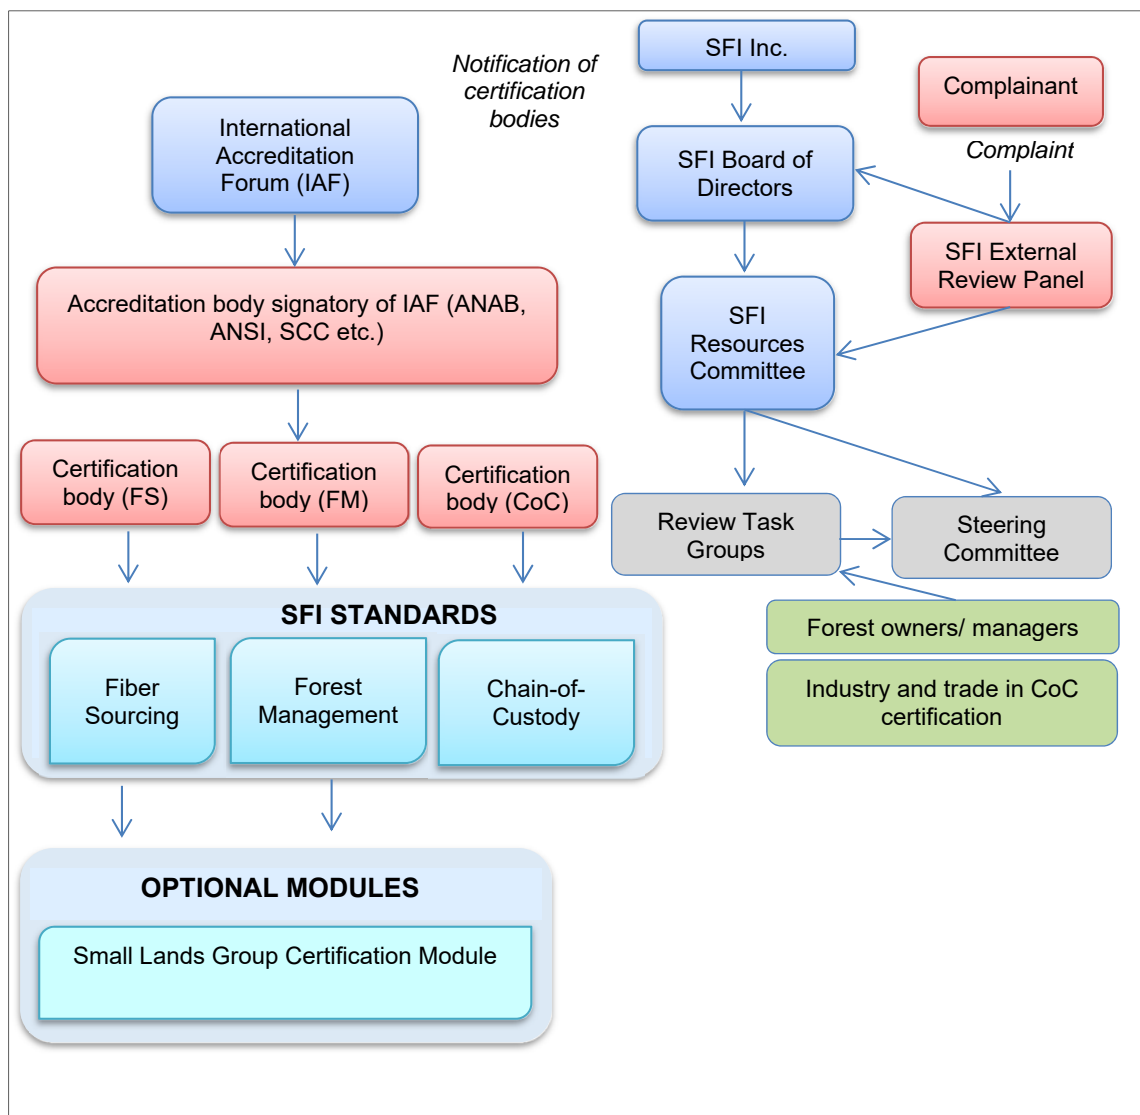 SFI Inc.
Notification of
certification
bodies
Complainant
International
Accreditation
Forum (IAF)
SFI Board of
Directors
Complaint
SFI External
Review Panel
Accreditation body signatory of IAF (ANAB,
ANSI, SCC etc.)
SFI
Resources
Committee
Certification
body (FS)
Certification
body (FM)
Certification
body (CoC)
Review Task
Groups
Steering
Committee
SFI STANDARDS
Fiber
Sourcing
Forest
Management
Chain-of-
Custody
Forest owners/ managers
Industry and trade in CoC
certification
OPTIONAL MODULES
Small Lands Group Certification Module